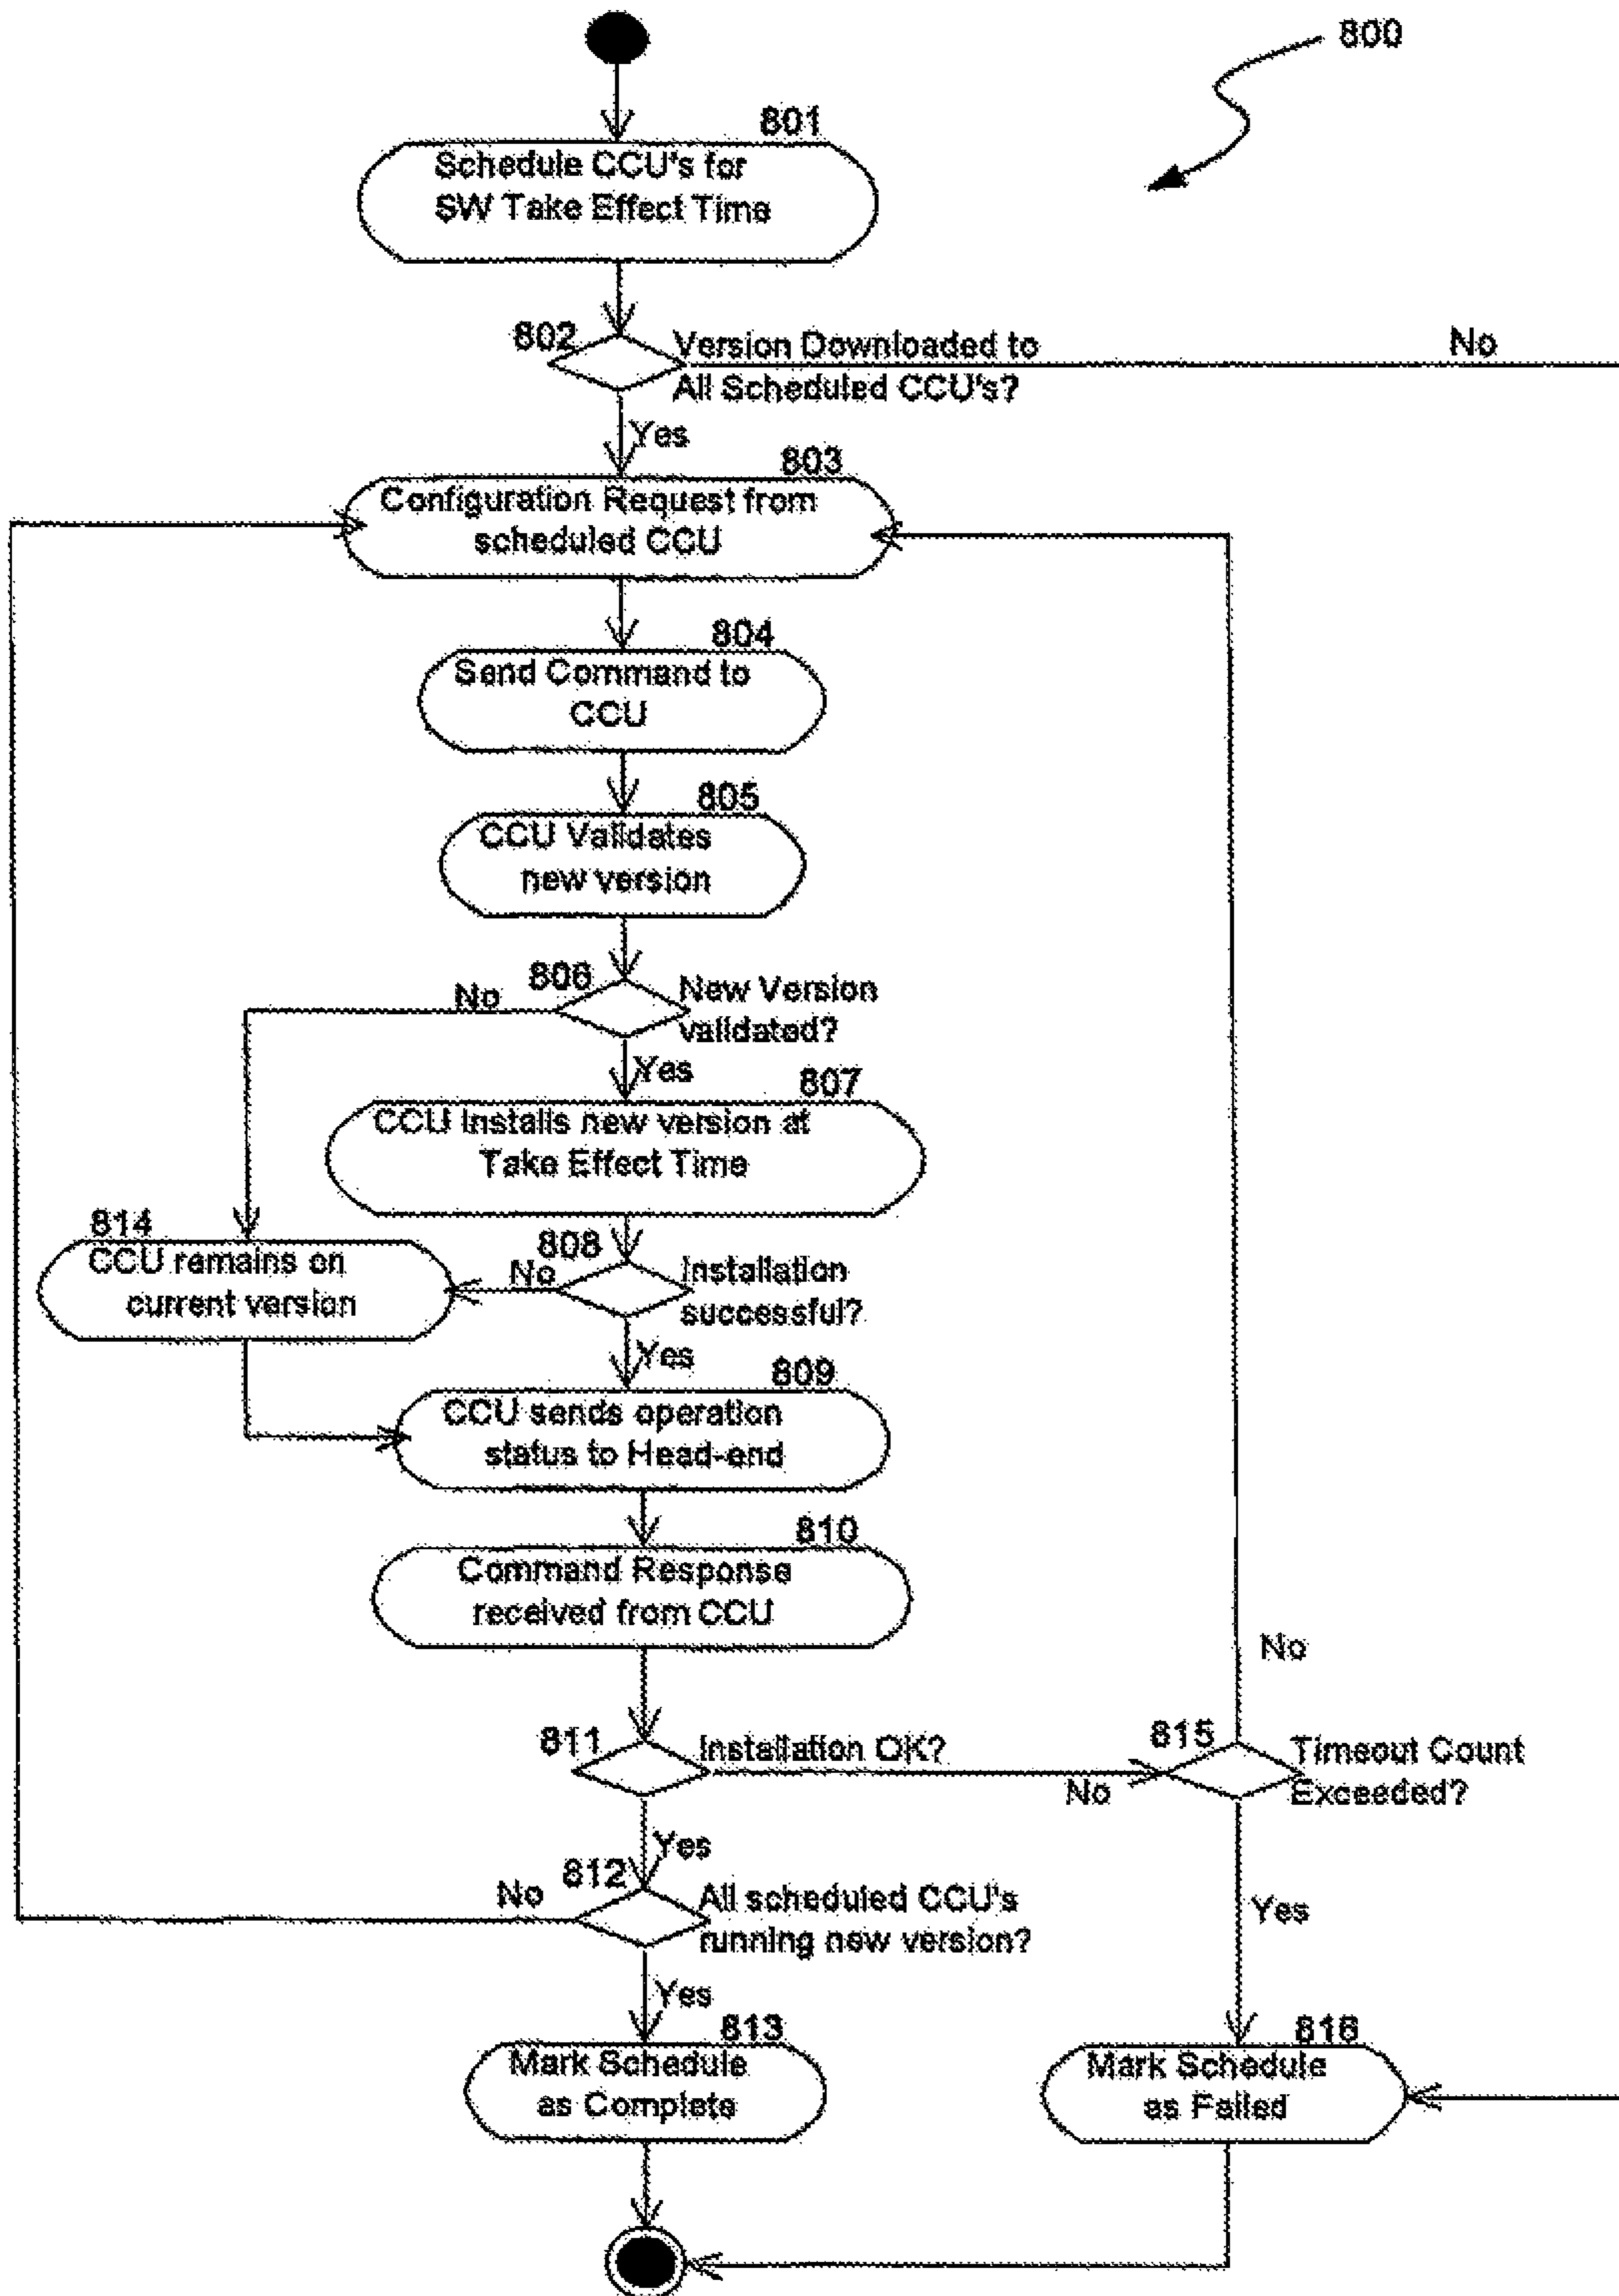 800
801
Schedule CCU's for
SW Take Effect Time
802
Version Downloaded to
All Scheduled CCU's?
No
Yes
803
Configuration Request from
scheduled CCU
804
Send Command to
CCU
805
CCU Validates
new version
806
No
New Version
validated?
Yes
807
CCU Installs new version at
Take Effect Time
814
CCU remains on
current version
808
No
Installation
successful?
Yes
809
CCU sends operation
status to Head-end
810
Command Response
received from CCU
No
811
Installation OK?
No
815
Timeout Count
Exceeded?
Yes
812
No
All scheduled CCU's
running new version?
Yes
Yes
813
Mark Schedule
as Complete
816
Mark Schedule
as Failed